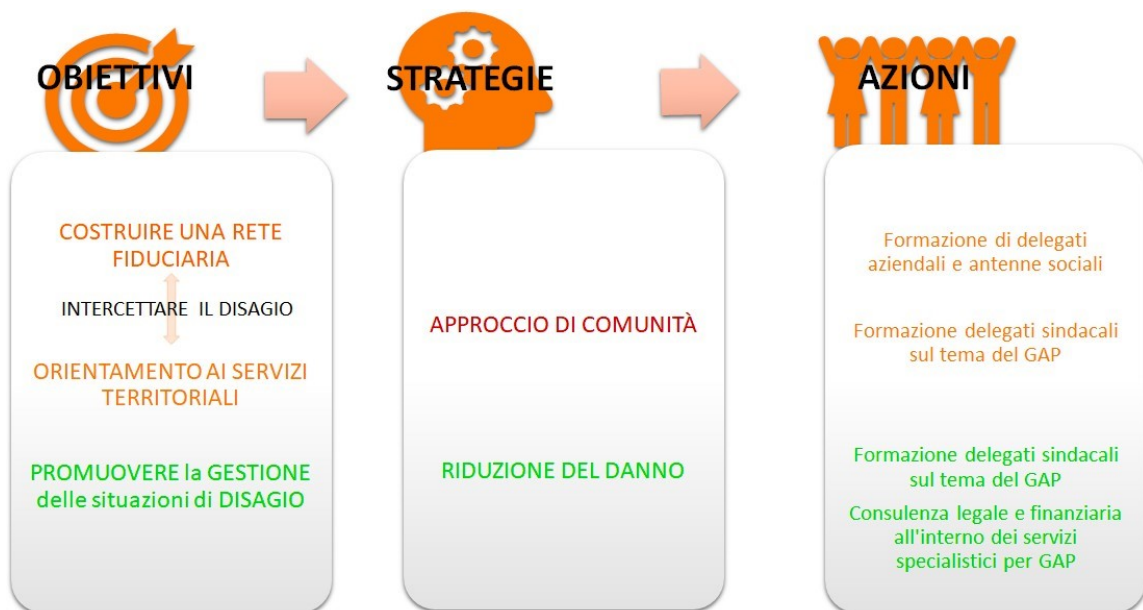 OBIETTIVI
STRATEGIE
AZIONI
COSTRUIRE UNA RETE
FIDUCIARIA
INTERCETTARE IL DISAGIO
ORIENTAMENTO AI SERVIZI
TERRITORIALI
PROMUOVERE la GESTIONE
delle situazioni di DISAGIO
APPROCCIO DI COMUNITÀ
RIDUZIONE DEL DANNO
Formazione di delegati
aziendali e antenne sociali
Formazione delegati sindacali
sul tema del GAP
Formazione delegati sindacali
sul tema del GAP
Consulenza legale e finanziaria
all'interno dei servizi
specialistici per GAP